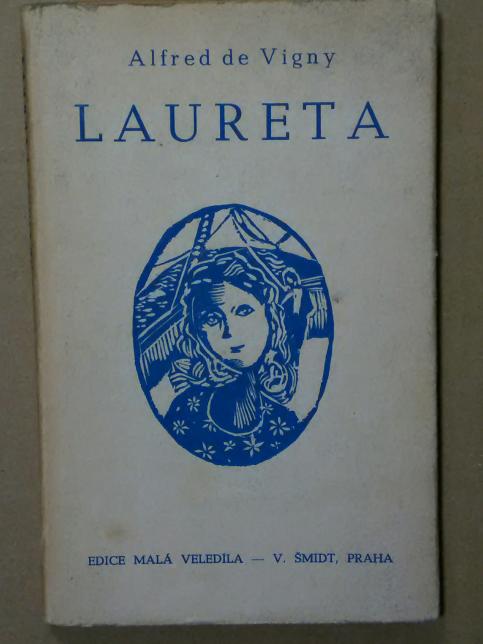 Alfred de Vigny
LAURETA
EDICE MALÁ VELEDÍLA — V. ŠMIDT, PRAHA